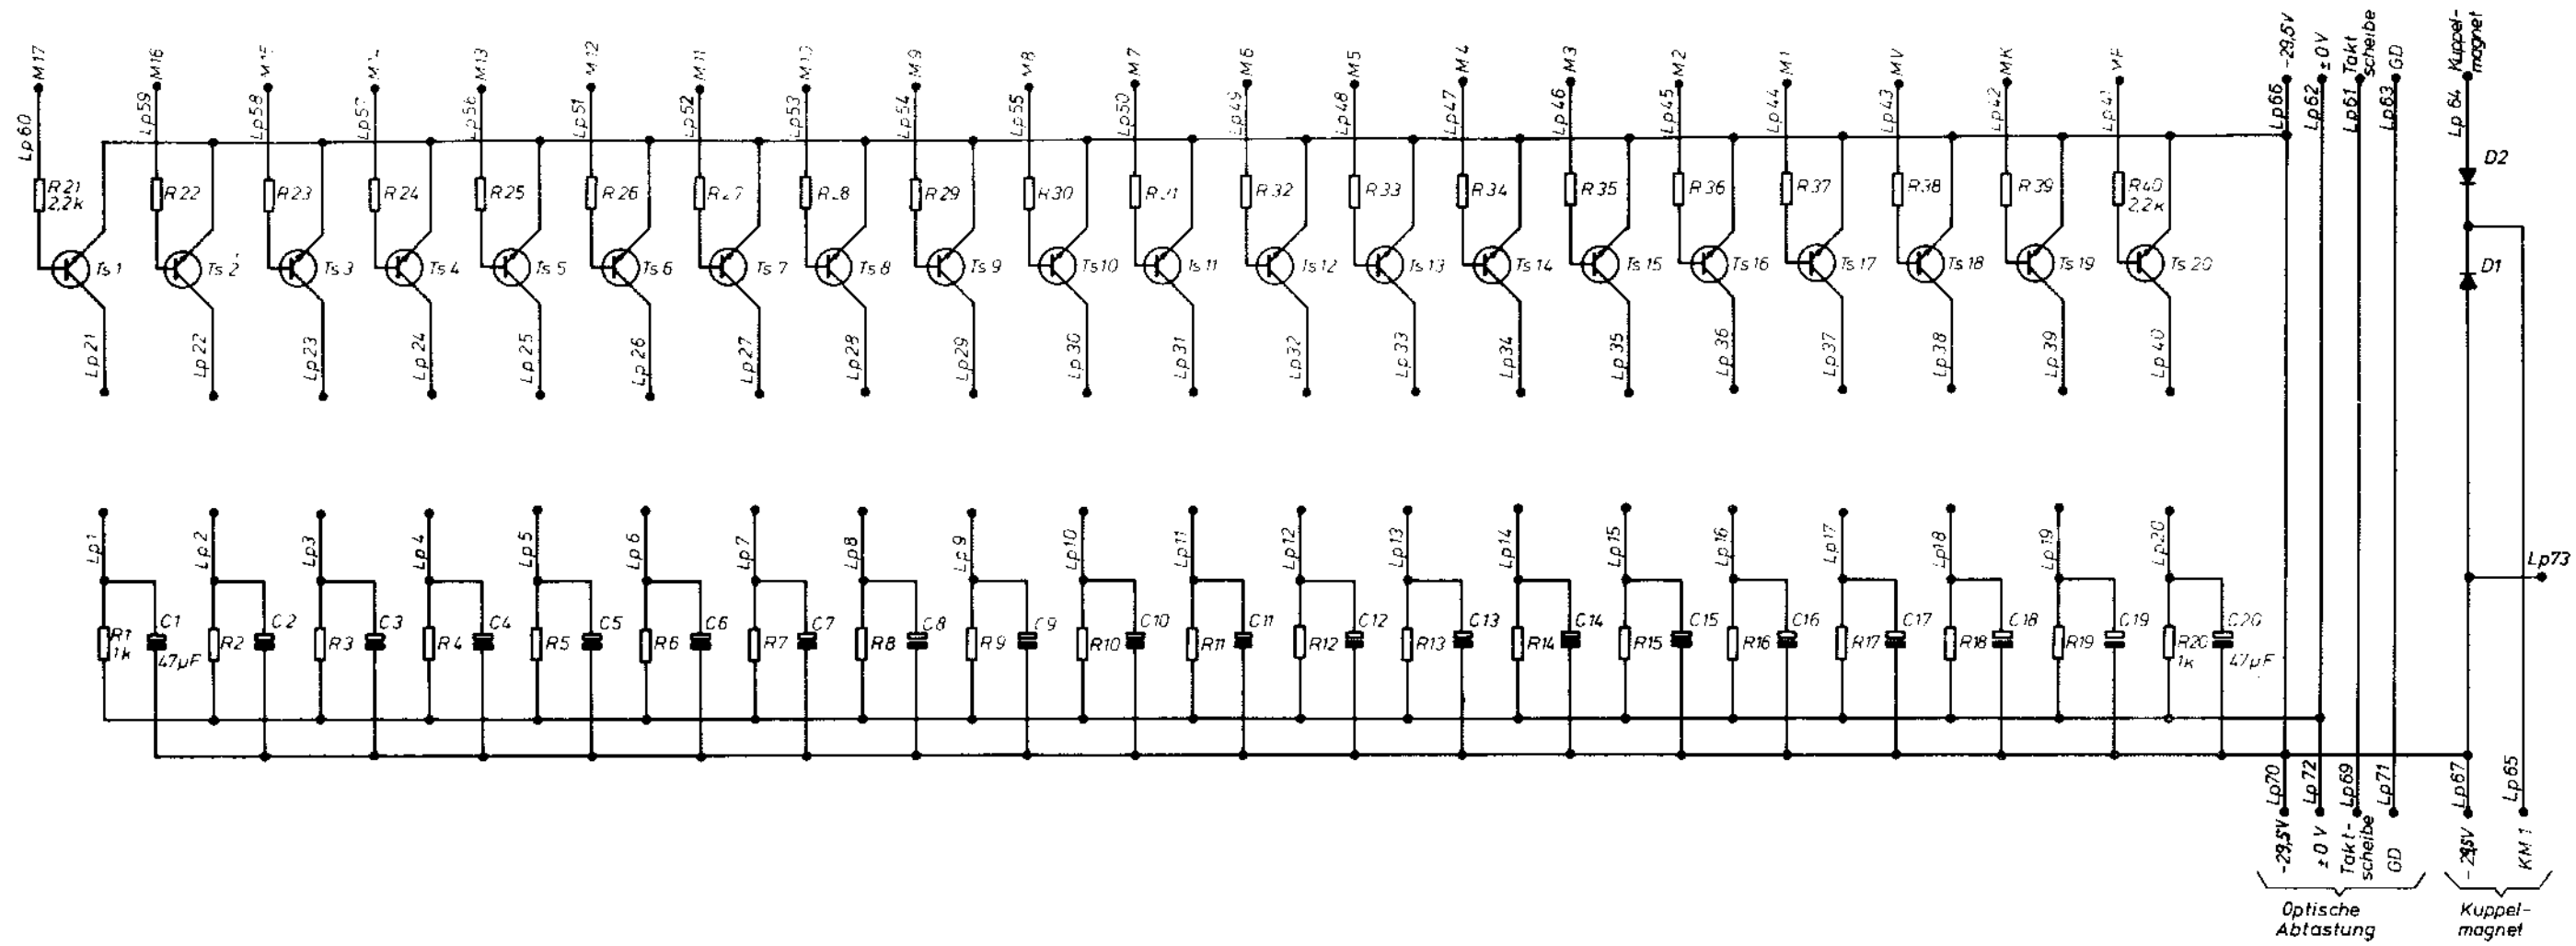 M17
M16
M15
M13
M12
M11
M10
M9
M8
M7
M6
M5
M4
M3
M2
M1
MV
MK
-29,5V
±0V
Takt
scheibe
GD
Kuppel-
magnet
Lp60
Lp59
Lp58
Lp57
Lp56
Lp51
Lp52
Lp53
Lp54
Lp55
Lp50
Lp49
Lp48
Lp47
Lp46
Lp45
Lp44
Lp43
Lp42
Lp41
Lp66
Lp62
Lp61
Lp63
Lp 64
R21
2,2k
R22
R23
R24
R25
R26
R29
R30
R32
R33
R34
R35
R36
R37
R38
R39
R40
2,2k
D2
Ts1
Ts2
Ts3
Ts4
Ts5
Ts6
Ts7
Ts8
Ts9
Ts10
Ts11
Ts12
Ts13
Ts14
Ts15
Ts16
Ts17
Ts18
Ts19
Ts20
D1
Lp21
Lp22
Lp23
Lp24
Lp25
Lp26
Lp27
Lp28
Lp29
Lp30
Lp31
Lp32
Lp33
Lp34
Lp35
Lp36
Lp37
Lp38
Lp39
Lp40
Lp1
Lp2
Lp3
Lp4
Lp5
Lp6
Lp7
Lp8
Lp9
Lp10
Lp11
Lp12
Lp13
Lp14
Lp15
Lp16
Lp17
Lp18
Lp19
Lp20
Lp73
R1
1k
C1
47µF
R2
C2
R3
C3
R4
C4
R5
C5
R6
C6
R7
C7
R8
C8
R9
C9
R10
C10
R11
C11
R12
C12
R13
C13
R14
C14
R15
C15
R16
C16
R17
C17
R18
C18
R19
C19
R20
1k
C20
47µF
Lp70
Lp72
Lp69
Lp71
Lp67
Lp65
-29,5V
±0V
Takt-
scheibe
GD
-29,5V
KM1
Optische
Abtastung
Kuppel-
magnet